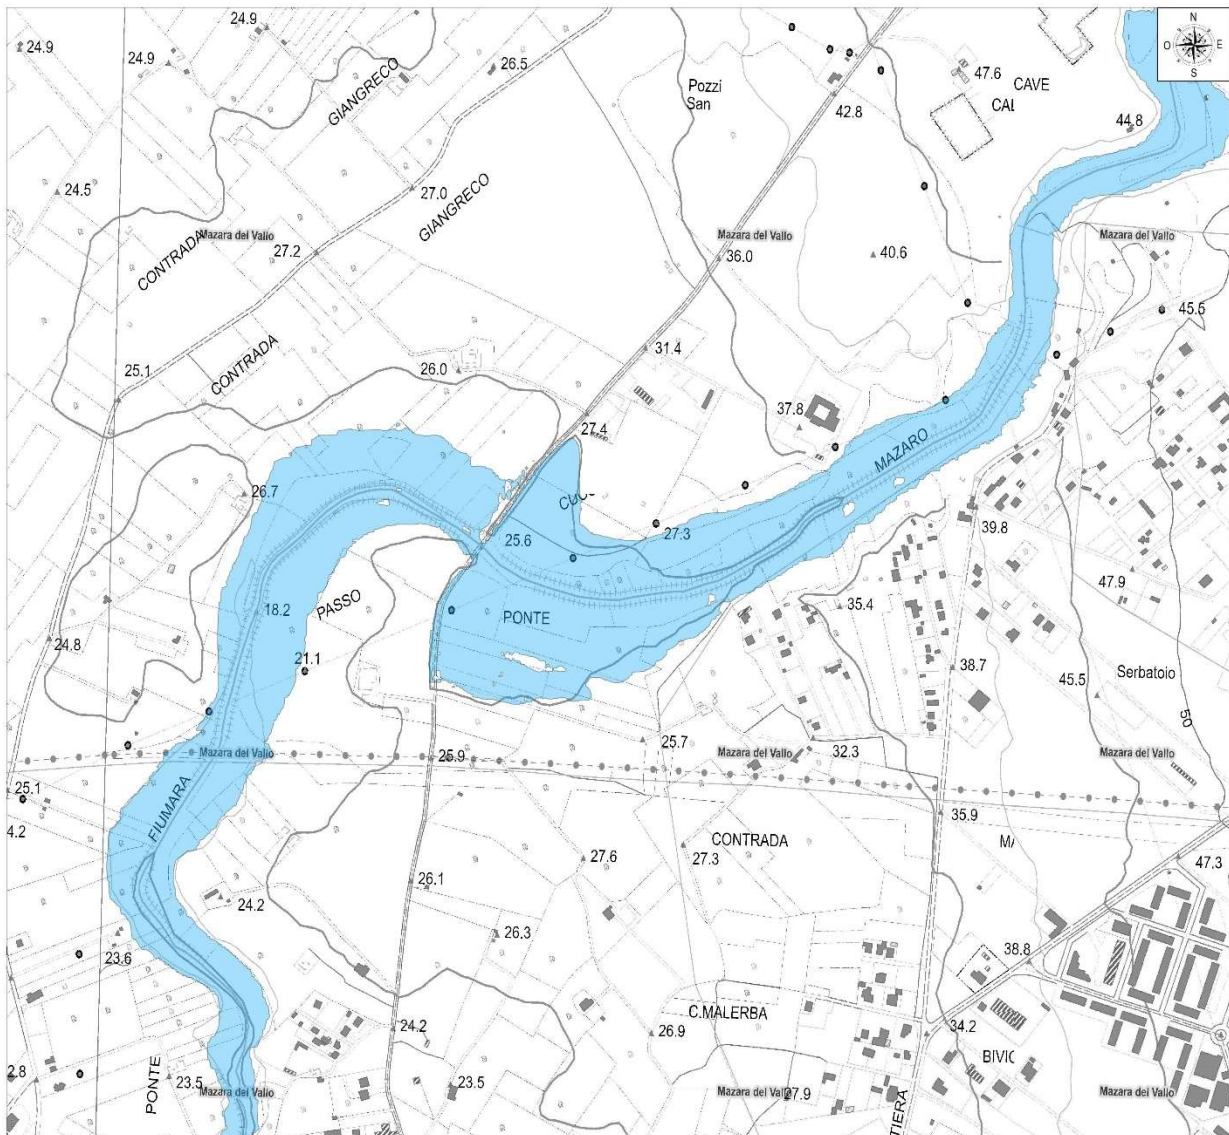 24.9
24.9
24.9
26.5
GIANGRECO
N
O
E
S
47.6
CAVE
Pozzi
San
42.8
44.8
24.5
27.0
GIANGRECO
CONTRADA
Mazara del Vallo
Mazara del Vallo
Mazara del Vallo
27.2
36.0
40.6
45.5
31.4
CONTRADA
26.0
25.1
37.8
27.4
MAZARO
26.7
27.3
25.6
39.8
47.9
PASSO
18.2
PONTE
35.4
24.8
21.1
38.7
45.5
Serbatoio
50
25.7
32.3
Mazara del Vallo
Mazara del Vallo
Mazara del Vallo
25.9
25.1
4.2
FIUMARA
35.9
CONTRADA
27.6
27.3
47.3
26.1
24.2
26.3
23.6
38.8
C.MALERBA
24.2
26.9
34.2
2.8
23.5
23.5
PONTE
Mazara del Vallo
Mazara del Vallo
27.9
Mazara del Vallo
TIERA